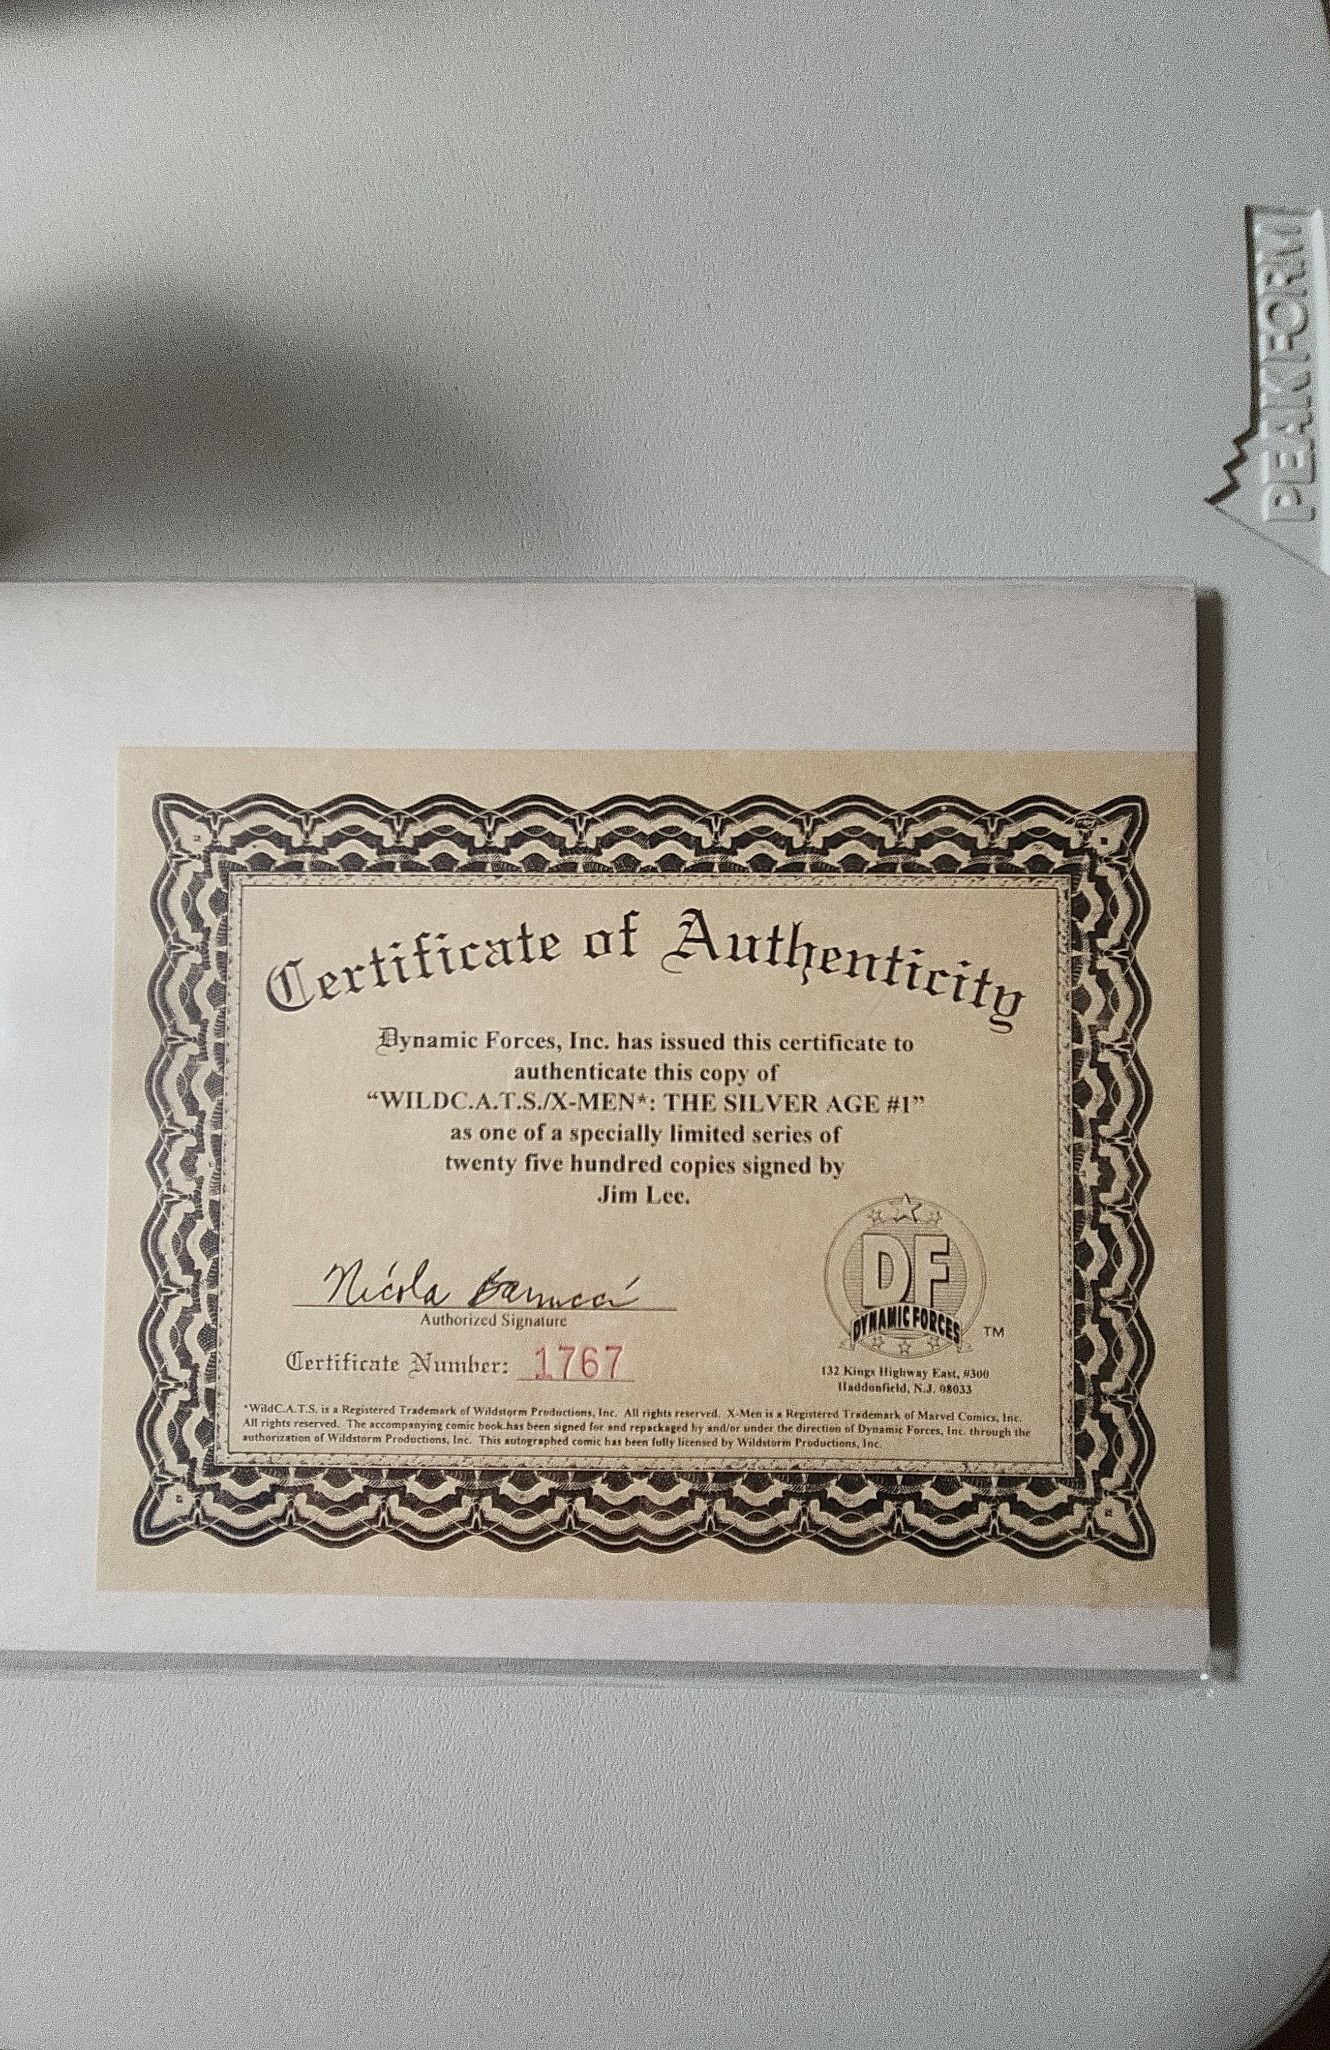 PEAK FORM
Certificate of Authenticity
Dynamic Forces, Inc. has issued this certificate to
authenticate this copy of
“WILDC.A.T.S./X-MEN*: THE SILVER AGE #1”
as one of a specially limited series of
twenty five hundred copies signed by
Jim Lee.
Nicola Barrucci
Authorized Signature
Certificate Number: 1767
DF
DYNAMIC FORCES
TM
132 Kings Highway East, #300
Haddonfield, N.J. 08033
*WildC.A.T.S. is a Registered Trademark of Wildstorm Productions, Inc. All rights reserved. X-Men is a Registered Trademark of Marvel Comics, Inc.
All rights reserved. The accompanying comic book has been signed for and repackaged by and/or under the direction of Dynamic Forces, Inc. through the
authorization of Wildstorm Productions, Inc. This autographed comic has been fully licensed by Wildstorm Productions, Inc.